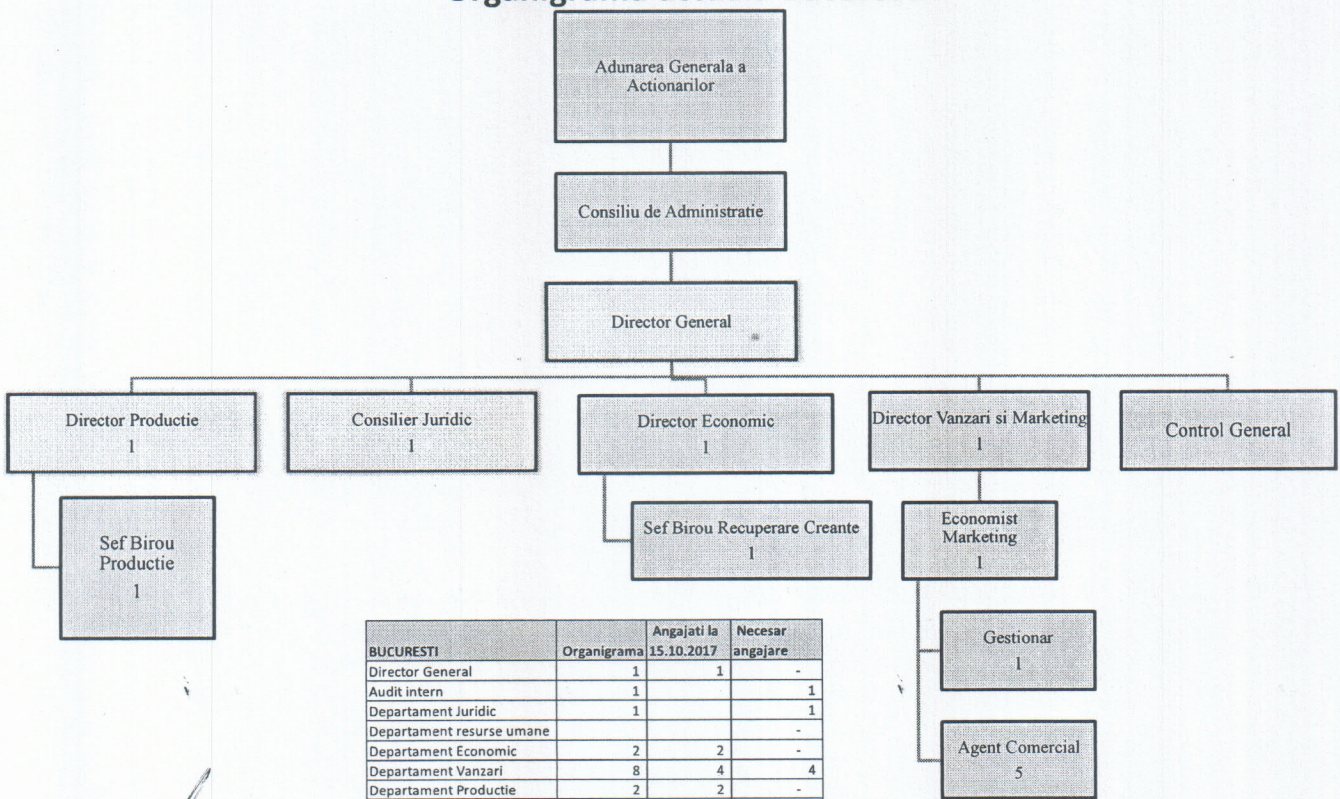 Adunarea Generala a
Actionarilor
Consiliu de Administratie
Director General
Director Productie
1
Consilier Juridic
1
Director Economic
1
Director Vanzari si Marketing
1
Control General
Sef Birou
Productie
1
Sef Birou Recuperare Creante
1
Economist
Marketing
1
Gestionar
1
Agent Comercial
5
BUCURESTI Organigrama Angajati la 15.10.2017 Necesar angajare
Director General 1 1 -
Audit intern 1 1
Departament Juridic 1 1
Departament resurse umane -
Departament Economic 2 2 -
Departament Vanzari 8 4 4
Departament Productie 2 2 -